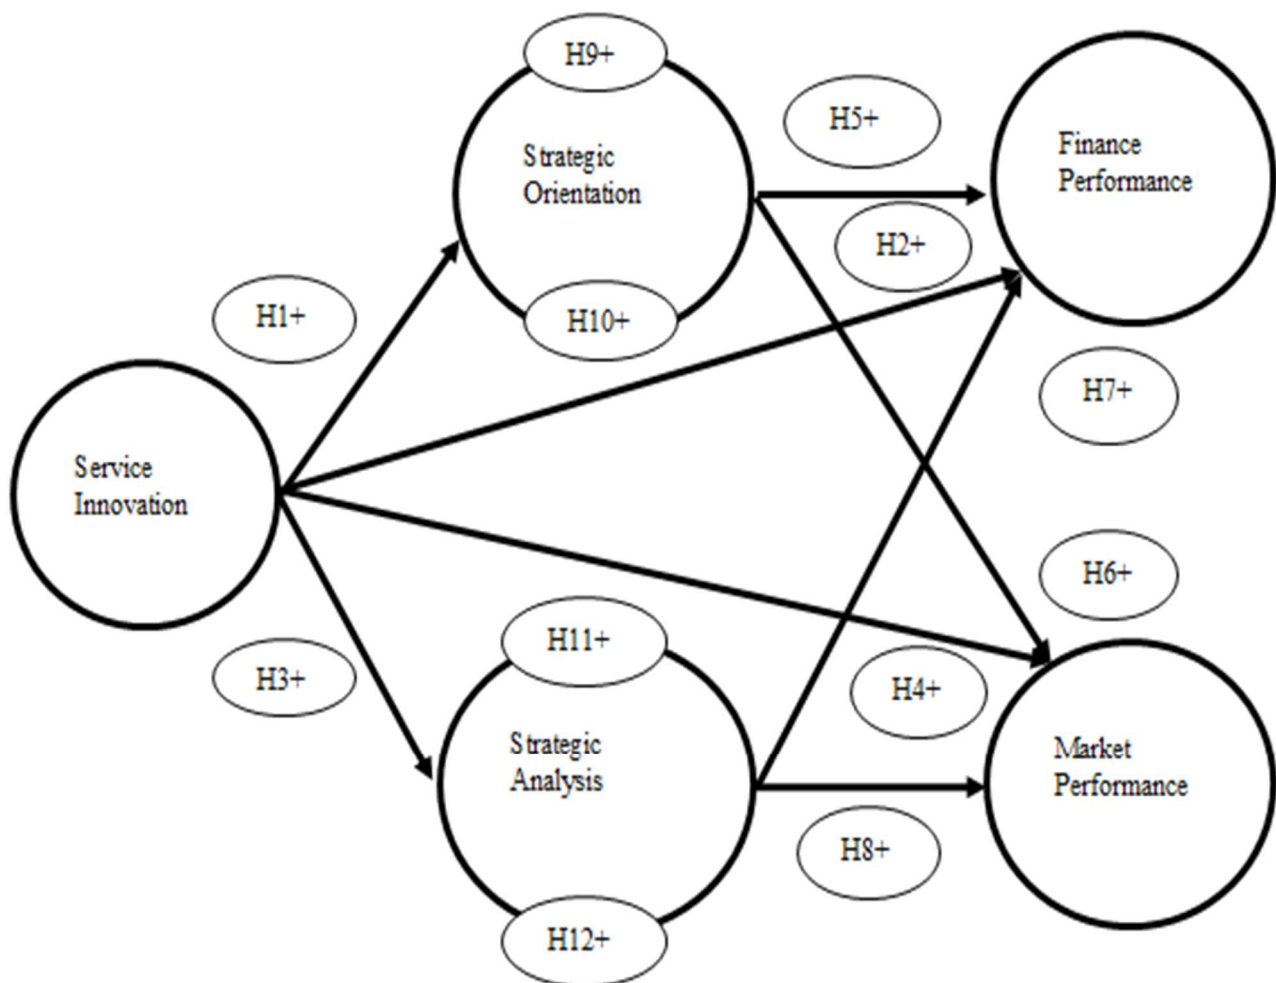 H9+
H5+
Strategic
Orientation
Finance
Performance
H2+
H1+
H10+
H7+
Service
Innovation
H6+
H11+
H3+
H4+
Strategic
Analysis
Market
Performance
H8+
H12+